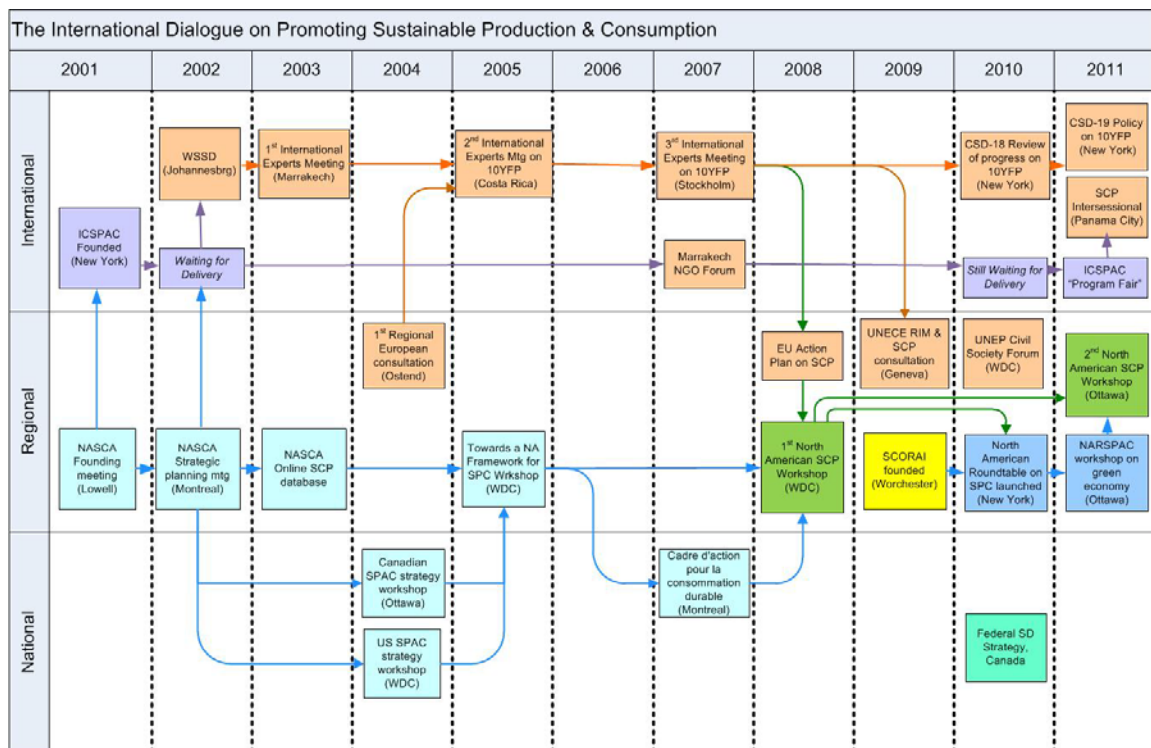 The International Dialogue on Promoting Sustainable Production & Consumption
2001
2002
2003
2004
2005
2006
2007
2008
2009
2010
2011
International
WSSD
(Johannesbrg)
1st International
Experts Meeting
(Marrakech)
2nd International
Experts Mtg on
10YFP
(Costa Rica)
3rd International
Experts Meeting
on 10YFP
(Stockholm)
CSD-18 Review
of progress on
10YFP
(New York)
CSD-19 Policy
on 10YFP
(New York)
SCP
Intersessional
(Panama City)
ICSPAC
Founded
(New York)
Waiting for
Delivery
Marrakech
NGO Forum
Still Waiting for
Delivery
ICSPAC
"Program Fair"
Regional
1st Regional
European
consultation
(Ostend)
EU Action
Plan on SCP
UNECE RIM &
SCP
consultation
(Geneva)
UNEP Civil
Society Forum
(WDC)
2nd North
American SCP
Workshop
(Ottawa)
NASCA
Founding
meeting
(Lowell)
NASCA
Strategic
planning mtg
(Montreal)
NASCA
Online SCP
database
Towards a NA
Framework for
SPC Wrkshop
(WDC)
1st North
American SCP
Workshop
(WDC)
SCORAI
founded
(Worchester)
North
American
Roundtable on
SPC launched
(New York)
NARSPAC
workshop on
green
economy
(Ottawa)
National
Canadian
SPAC strategy
workshop
(Ottawa)
US SPAC
strategy
workshop
(WDC)
Cadre d'action
pour la
consommation
durable
(Montreal)
Federal SD
Strategy,
Canada